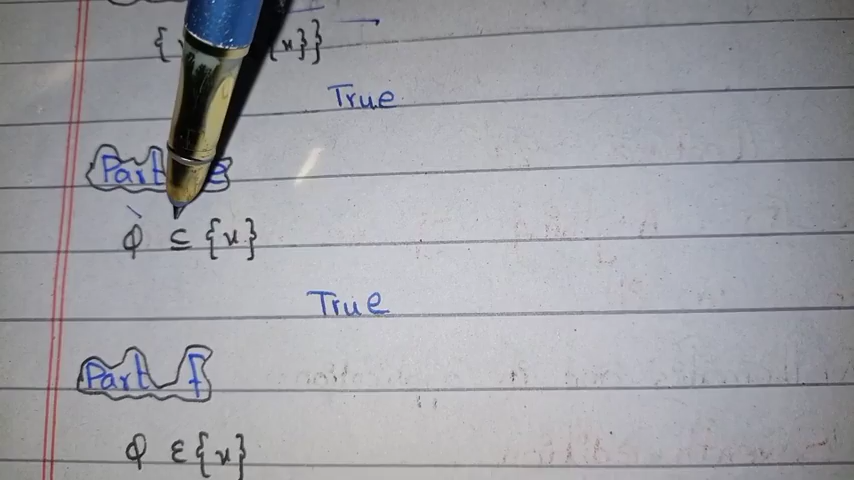 {x}}
True
Part e
Φ ⊆ {x}
True
Part f
Φ ε {x}